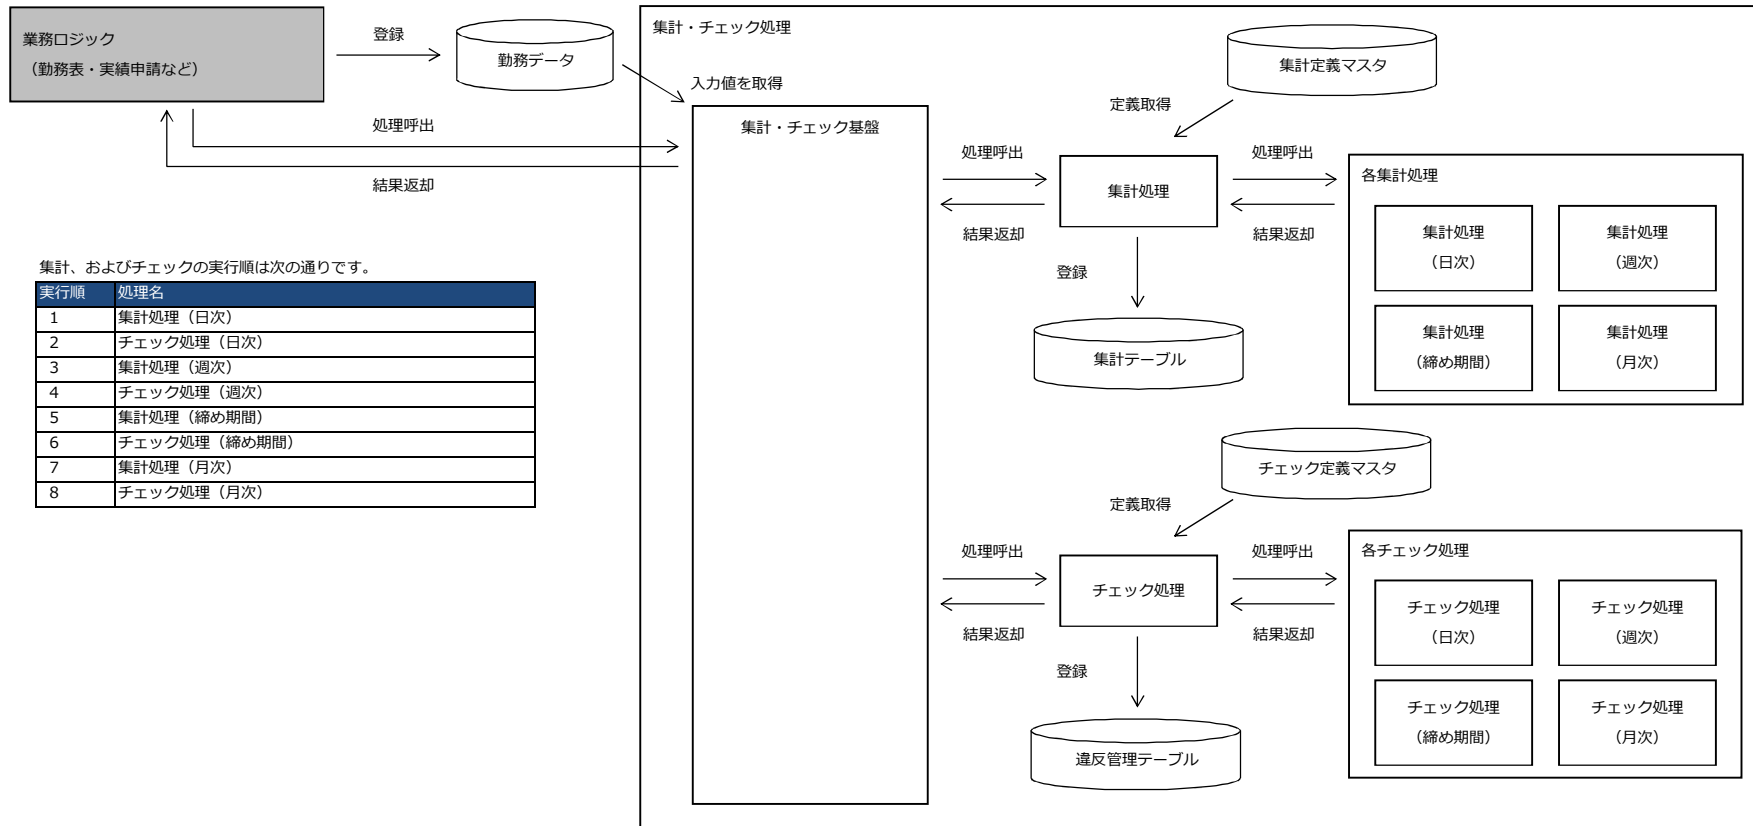 業務ロジック
（勤務表・実績申請など）
登録
勤務データ
処理呼出
結果返却
集計・チェック処理
入力値を取得
集計・チェック基盤
集計定義マスタ
定義取得
処理呼出
集計処理
結果返却
処理呼出
結果返却
登録
集計テーブル
各集計処理
集計処理
（日次）
集計処理
（週次）
集計処理
（締め期間）
集計処理
（月次）
集計、およびチェックの実行順は次の通りです。
実行順 処理名
1 集計処理（日次）
2 チェック処理（日次）
3 集計処理（週次）
4 チェック処理（週次）
5 集計処理（締め期間）
6 チェック処理（締め期間）
7 集計処理（月次）
8 チェック処理（月次）
チェック定義マスタ
定義取得
処理呼出
チェック処理
結果返却
処理呼出
結果返却
登録
違反管理テーブル
各チェック処理
チェック処理
（日次）
チェック処理
（週次）
チェック処理
（締め期間）
チェック処理
（月次）